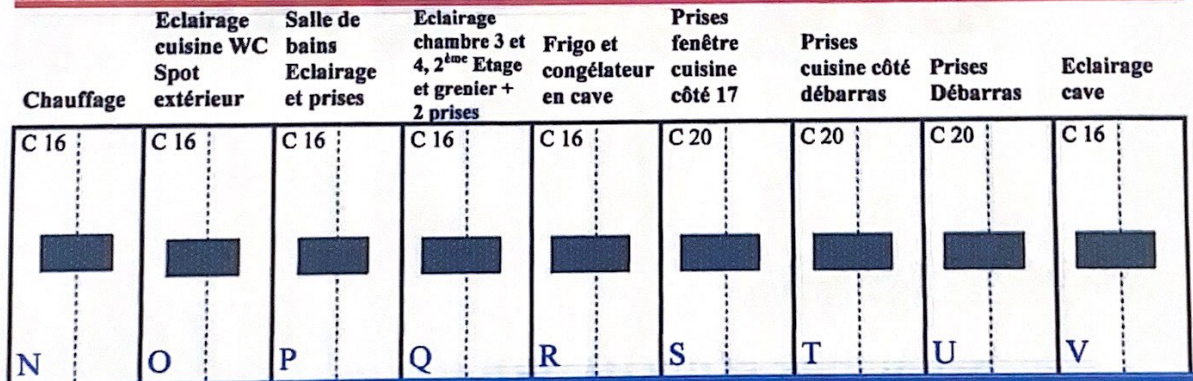 Chauffage
Eclairage
cuisine WC
Spot
extérieur
Salle de
bains
Eclairage
et prises
Eclairage
chambre 3 et
4, 2ème Etage
et grenier +
2 prises
Frigo et
congélateur
en cave
Prises
fenêtre
cuisine
côté 17
Prises
cuisine côté
débarras
Prises
Débarras
Eclairage
cave
C 16
C 16
C 16
C 16
C 16
C 20
C 20
C 20
C 16
N
O
P
Q
R
S
T
U
V